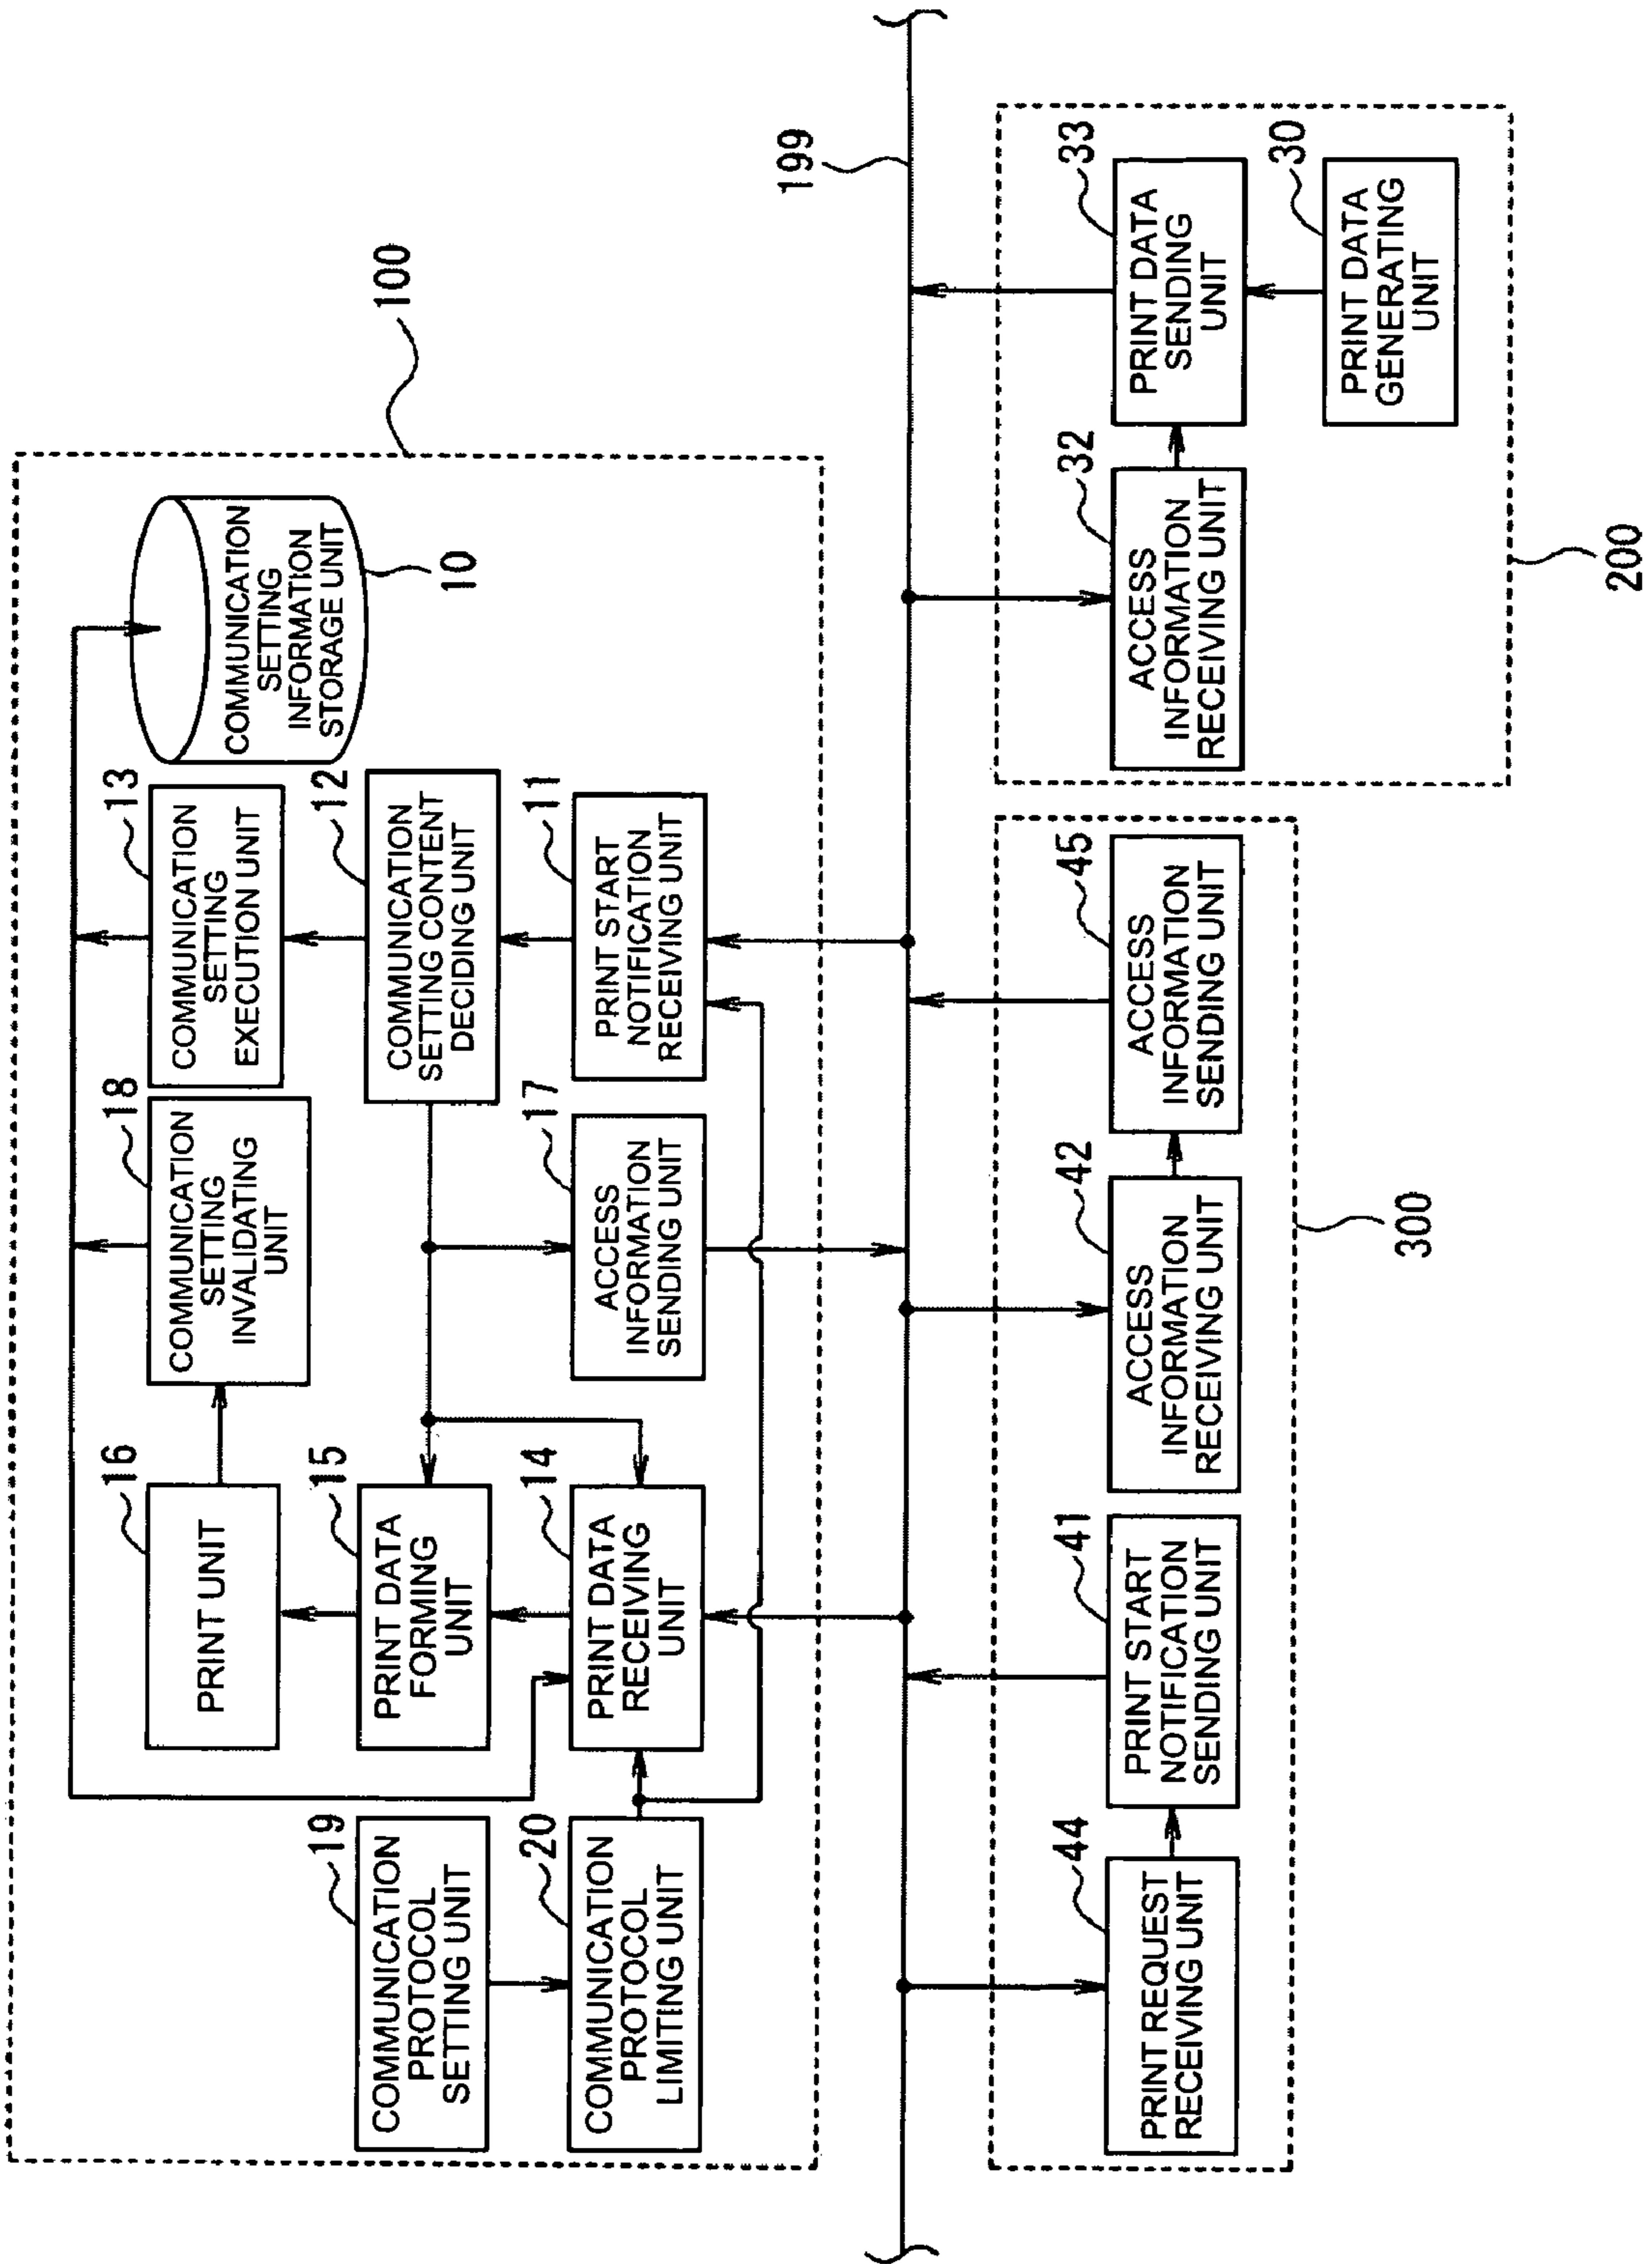 100
19
COMMUNICATION
PROTOCOL
SETTING UNIT
20
COMMUNICATION
PROTOCOL
LIMITING UNIT
16
PRINT UNIT
15
PRINT DATA
FORMING
UNIT
14
PRINT DATA
RECEIVING
UNIT
18
COMMUNICATION
SETTING
INVALIDATING
UNIT
17
ACCESS
INFORMATION
SENDING UNIT
13
COMMUNICATION
SETTING
EXECUTION UNIT
12
COMMUNICATION
SETTING CONTENT
DECIDING UNIT
11
PRINT START
NOTIFICATION
RECEIVING UNIT
COMMUNICATION
SETTING
INFORMATION
STORAGE UNIT
10
199
44
PRINT REQUEST
RECEIVING UNIT
41
PRINT START
NOTIFICATION
SENDING UNIT
42
ACCESS
INFORMATION
RECEIVING UNIT
45
ACCESS
INFORMATION
SENDING UNIT
300
32
ACCESS
INFORMATION
RECEIVING UNIT
33
PRINT DATA
SENDING
UNIT
30
PRINT DATA
GENERATING
UNIT
200